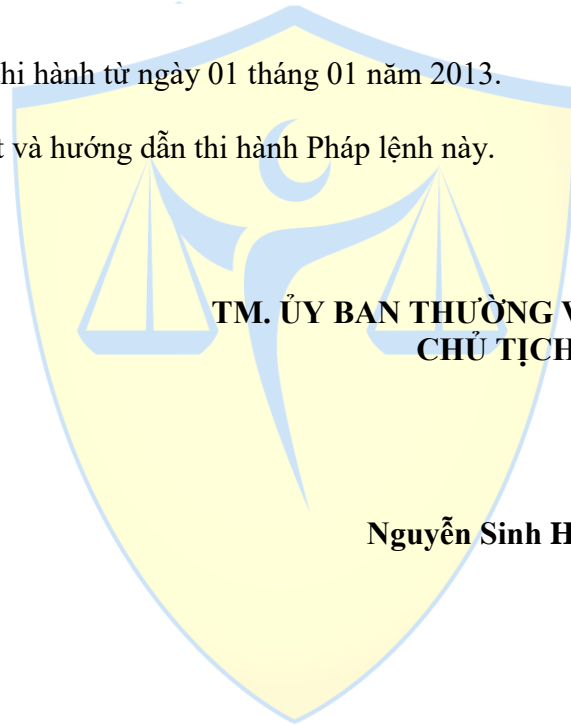 hi hành từ ngày 01 tháng 01 năm 2013.
và hướng dẫn thi hành Pháp lệnh này.
TM. ỦY BAN THƯỜNG V
CHỦ TỊCH
Nguyễn Sinh H